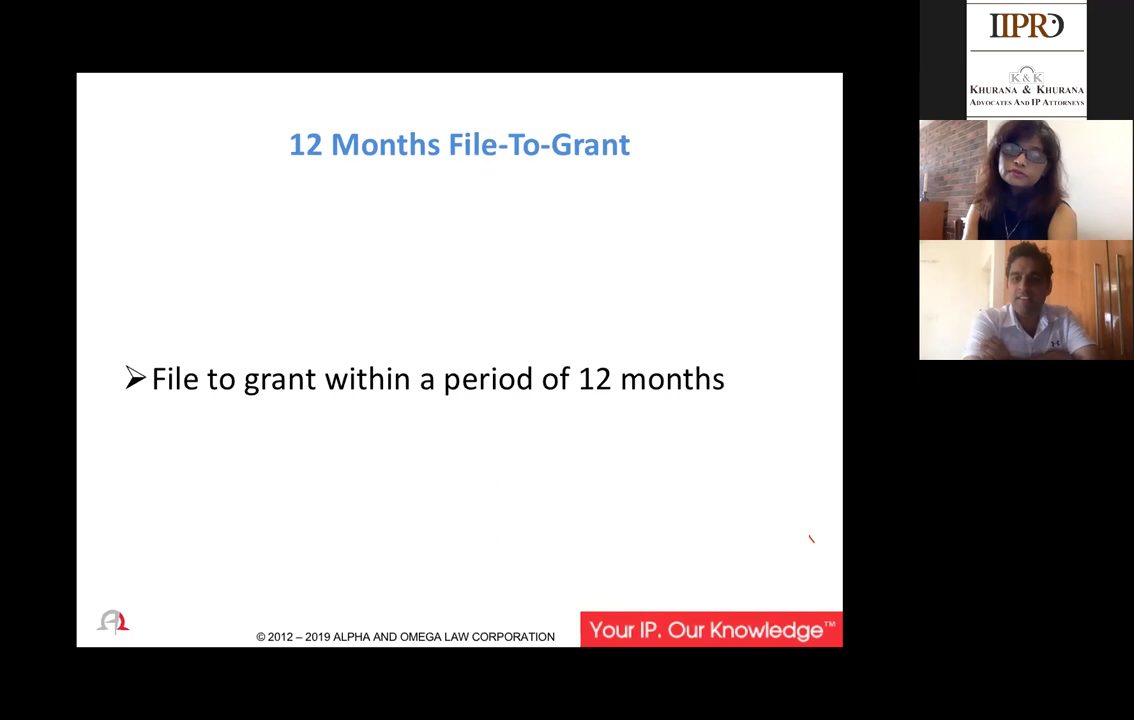 12 Months File-To-Grant
➢File to grant within a period of 12 months
© 2012 – 2019 ALPHA AND OMEGA LAW CORPORATION
Your IP. Our Knowledge™
IIPRD
K & K
KHURANA & KHURANA
ADVOCATES AND IP ATTORNEYS